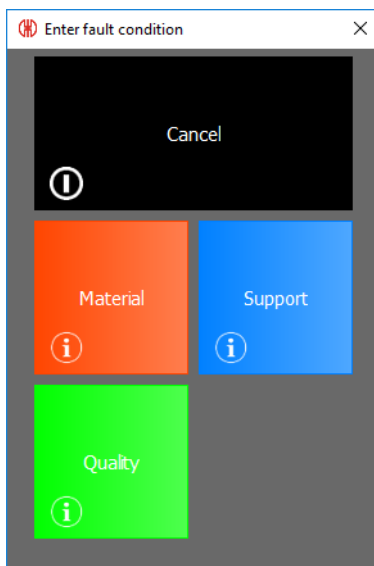 Enter fault condition
Cancel
Material
Support
Quality